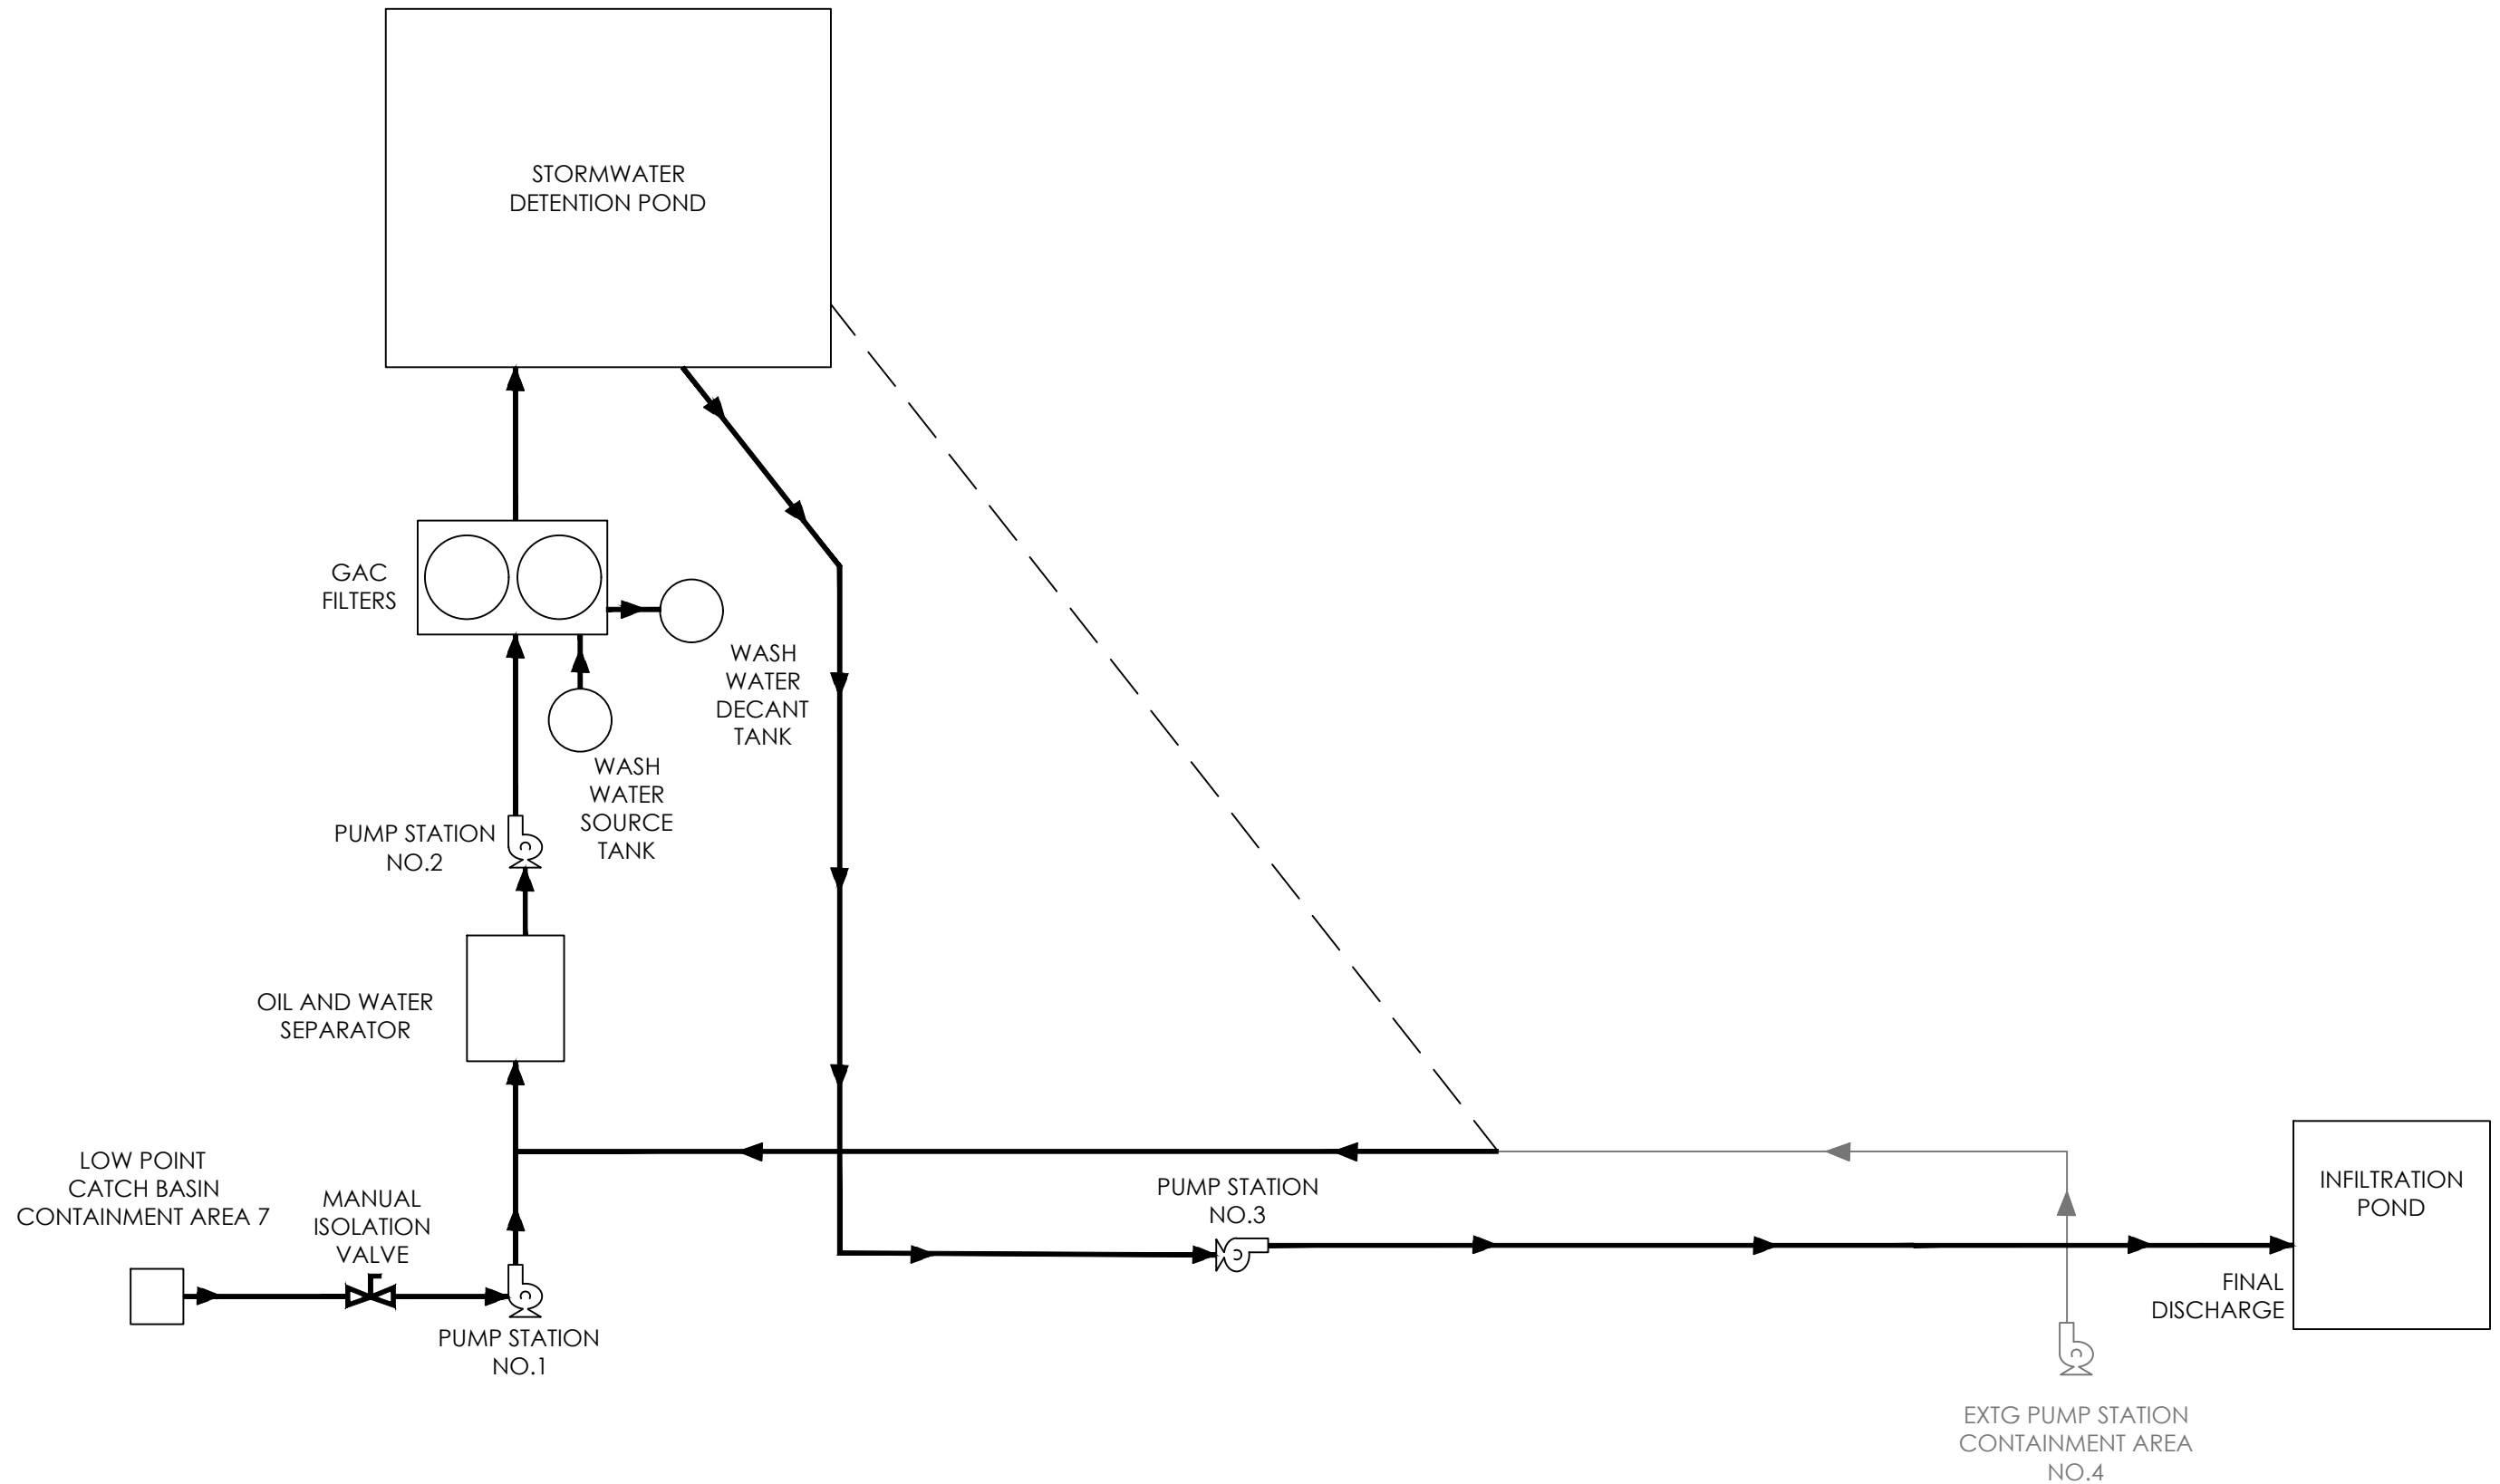 STORMWATER
DETENTION POND
GAC
FILTERS
WASH
WATER
DECANT
TANK
WASH
WATER
SOURCE
TANK
PUMP STATION
NO.2
OIL AND WATER
SEPARATOR
LOW POINT
CATCH BASIN
CONTAINMENT AREA 7
MANUAL
ISOLATION
VALVE
PUMP STATION
NO.1
PUMP STATION
NO.3
INFILTRATION
POND
FINAL
DISCHARGE
EXTG PUMP STATION
CONTAINMENT AREA
NO.4